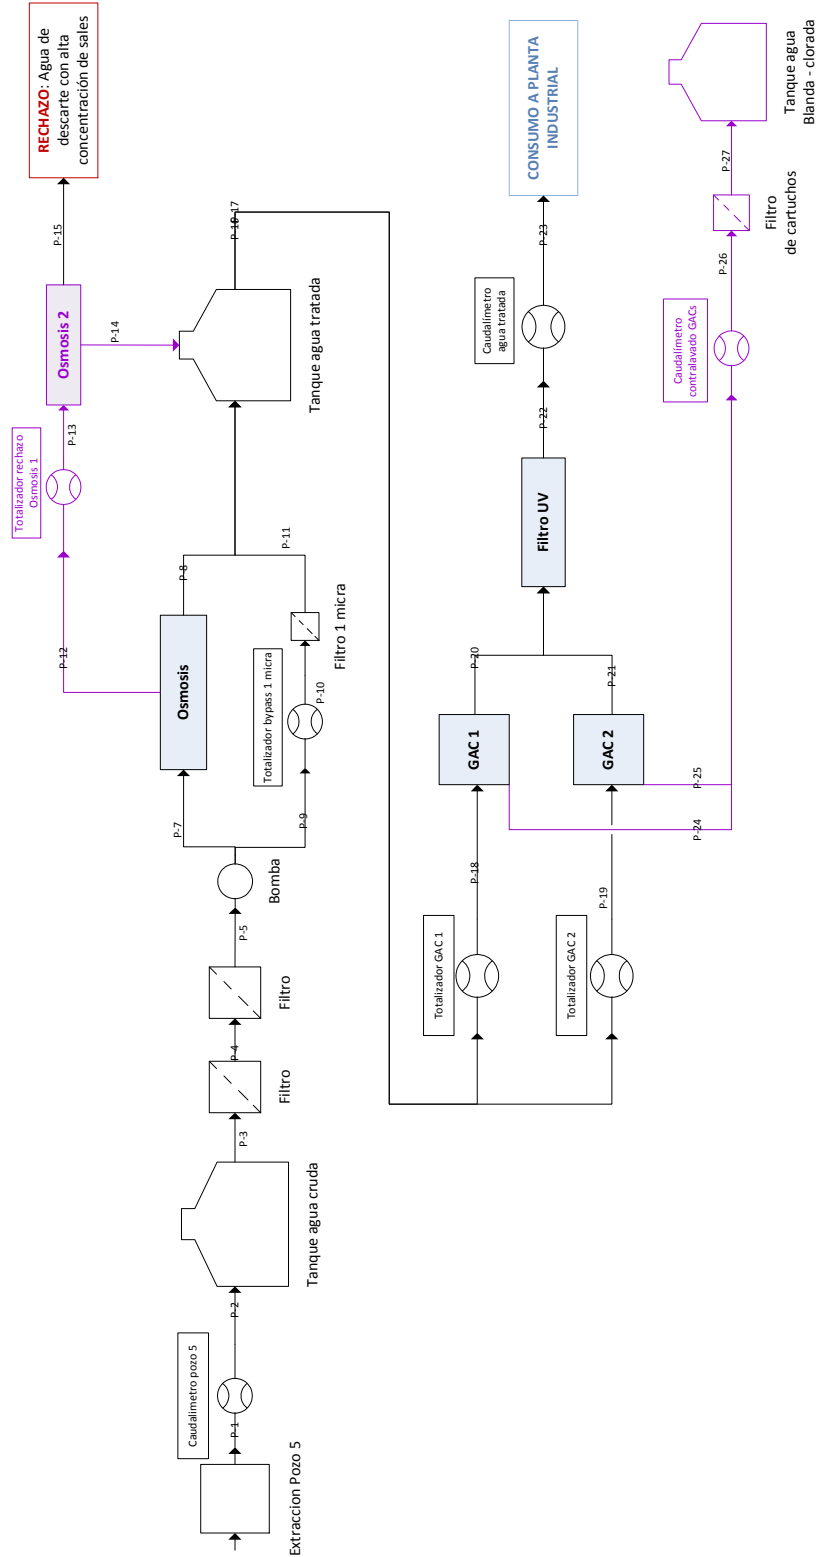 Extraccion Pozo 5
P-1
Caudalimetro pozo 5
P-2
Tanque agua cruda
P-3
Filtro
P-4
Filtro
P-5
Bomba
P-7
P-9
Osmosis
Totalizador bypass 1 micra
P-10
Filtro 1 micra
P-8
P-11
P-12
Totalizador rechazo
Osmosis 1
P-13
Osmosis 2
P-14
P-15
RECHAZO: Agua de
descarte con alta
concentración de sales
Tanque agua tratada
P-17
Totalizador GAC 1
P-18
GAC 1
P-20
Totalizador GAC 2
P-19
GAC 2
P-21
Filtro UV
P-22
Caudalímetro
agua tratada
P-23
CONSUMO A PLANTA
INDUSTRIAL
P-24
P-25
Caudalímetro
contralavado GACs
P-26
Filtro
de cartuchos
P-27
Tanque agua
Blanda - clorada